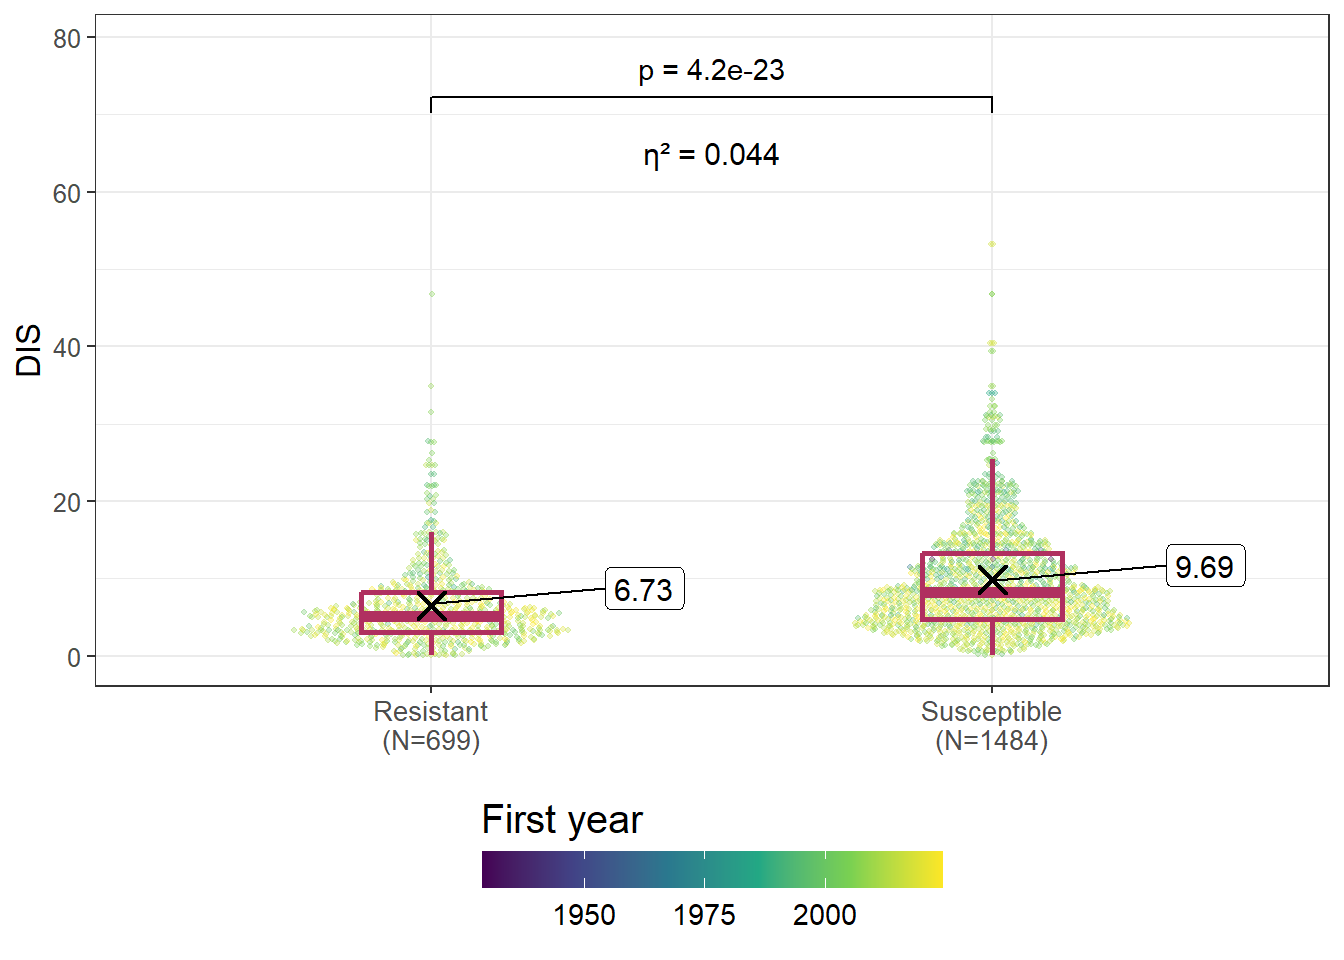 80
p = 4.2e-23
η² = 0.044
60
DIS
40
20
9.69
6.73
0
Resistant
(N=699)
Susceptible
(N=1484)
First year
1950
1975
2000